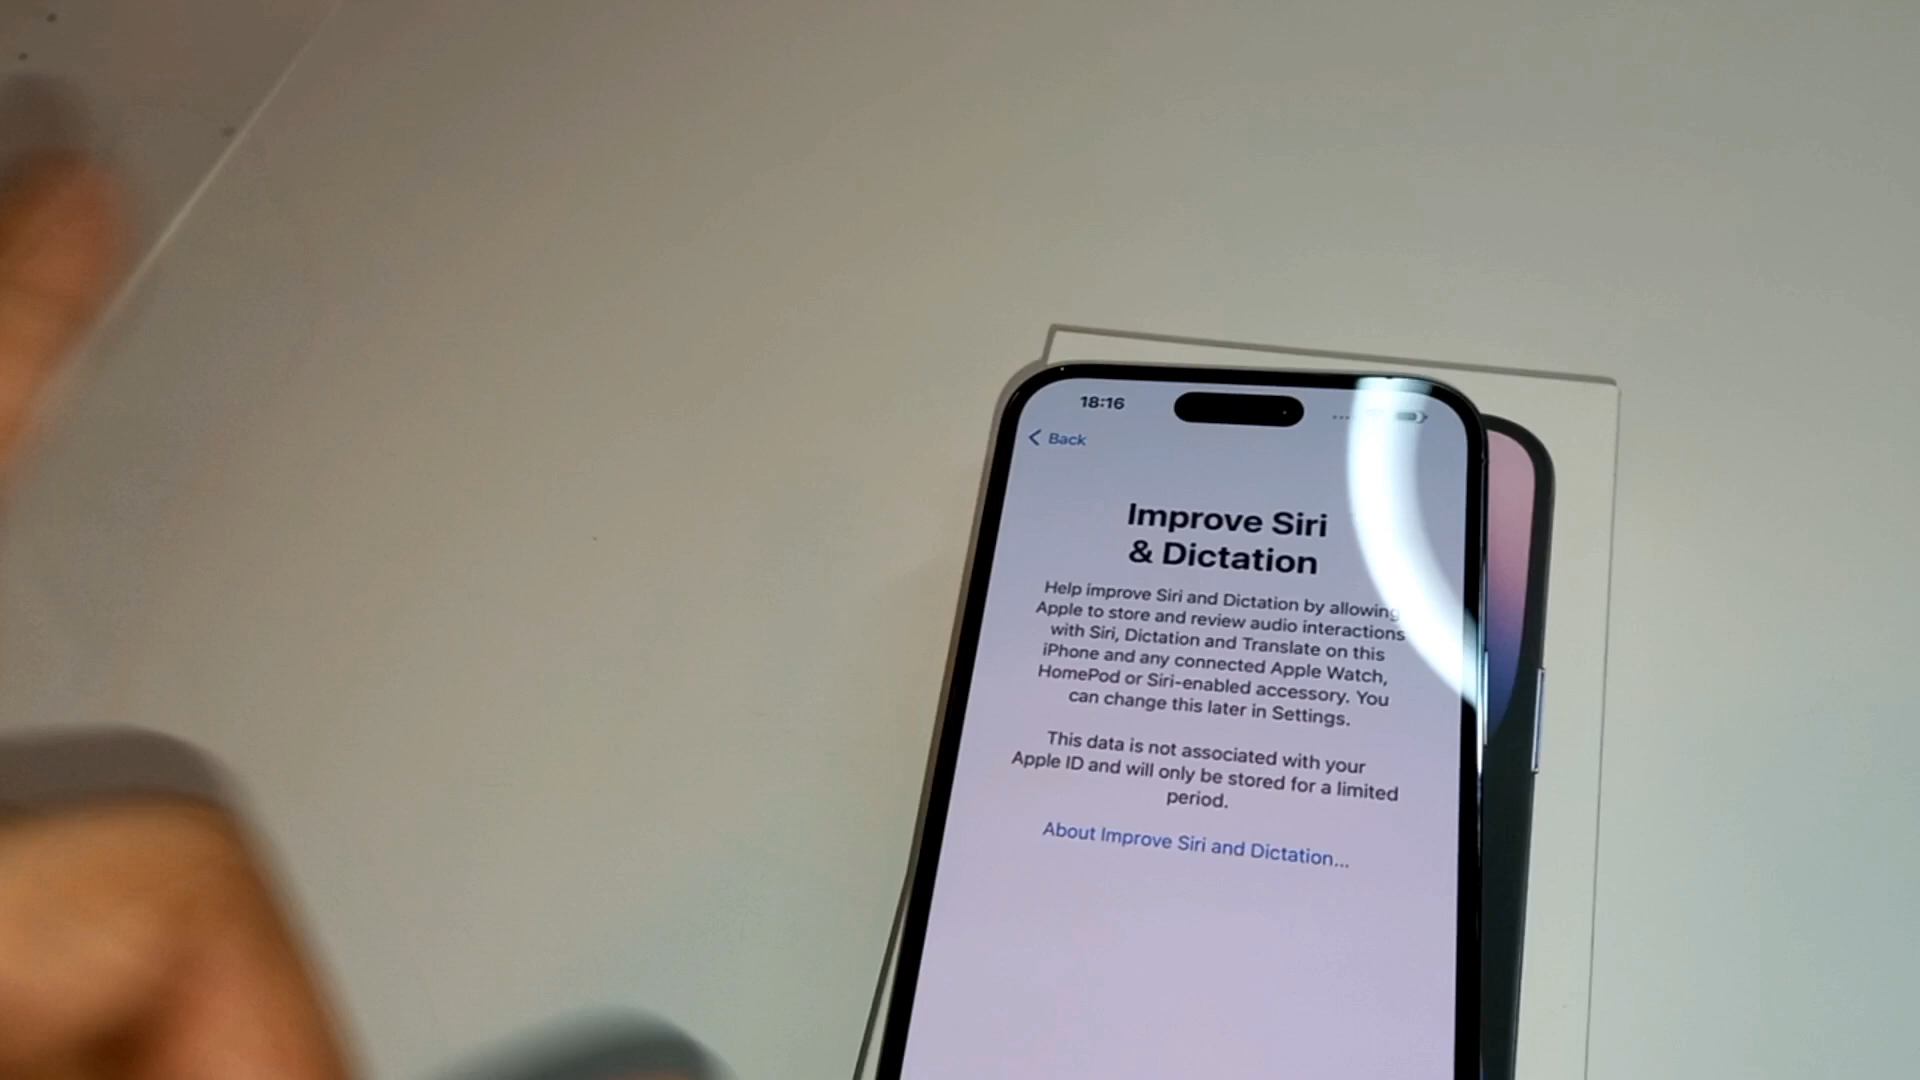 18:16
Back
Improve Siri
& Dictation
Help improve Siri and Dictation by allowing
Apple to store and review audio interactions
with Siri, Dictation and Translate on this
iPhone and any connected Apple Watch,
HomePod or Siri-enabled accessory. You
can change this later in Settings.
This data is not associated with your
Apple ID and will only be stored for a limited
period.
About Improve Siri and Dictation...